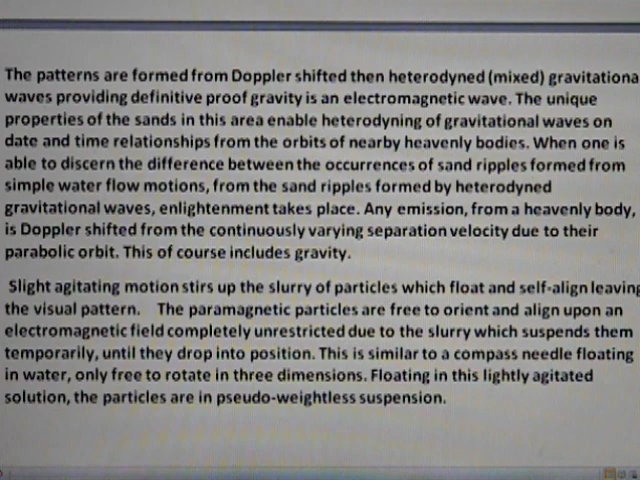 The patterns are formed from Doppler shifted then heterodyned (mixed) gravitationa
waves providing definitive proof gravity is an electromagnetic wave. The unique
properties of the sands in this area enable heterodyning of gravitational waves on
date and time relationships from the orbits of nearby heavenly bodies. When one is
able to discern the difference between the occurrences of sand ripples formed from
simple water flow motions, from the sand ripples formed by heterodyned
gravitational waves, enlightenment takes place. Any emission, from a heavenly body,
is Doppler shifted from the continuously varying separation velocity due to their
parabolic orbit. This of course includes gravity.
Slight agitating motion stirs up the slurry of particles which float and self-align leaving
the visual pattern. The paramagnetic particles are free to orient and align upon an
electromagnetic field completely unrestricted due to the slurry which suspends them
temporarily, until they drop into position. This is similar to a compass needle floating
in water, only free to rotate in three dimensions. Floating in this lightly agitated
solution, the particles are in pseudo-weightless suspension.